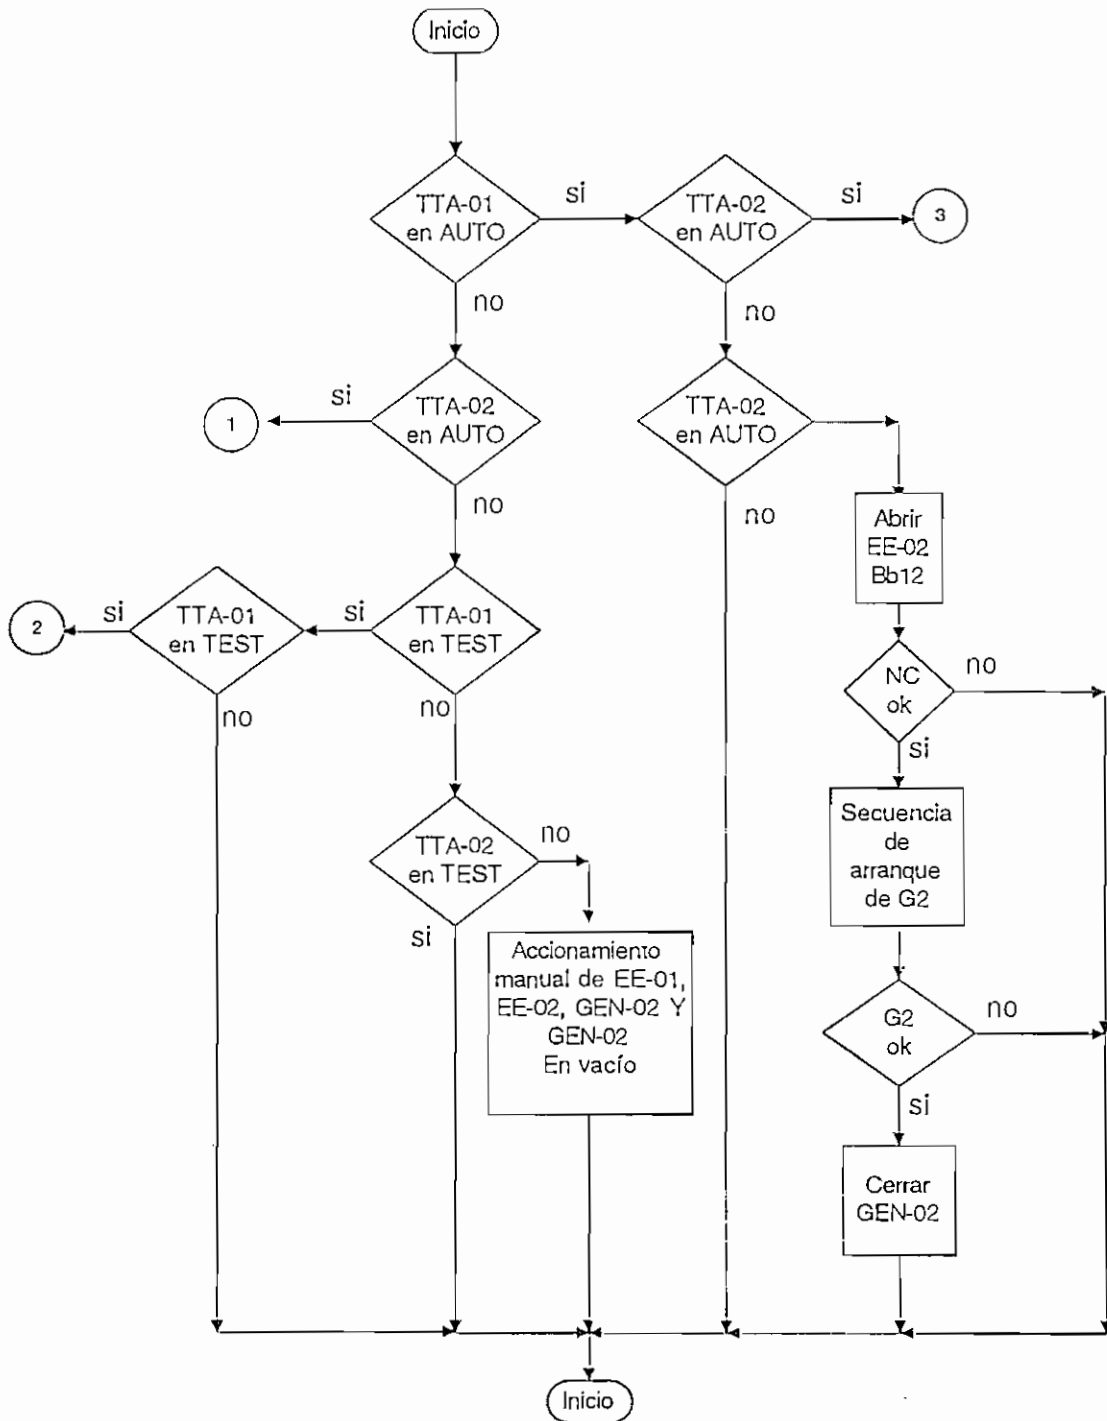 Inicio
TTA-01
en AUTO
si
TTA-02
en AUTO
si
3
no
no
1
si
TTA-02
en AUTO
TTA-02
en AUTO
no
no
Abrir
EE-02
Bb12
2
si
TTA-01
en TEST
si
TTA-01
en TEST
no
no
NC
ok
no
si
TTA-02
en TEST
no
si
Secuencia
de
arranque
de G2
Accionamiento
manual de EE-01,
EE-02, GEN-02 Y
GEN-02
En vacío
G2
ok
no
si
Cerrar
GEN-02
Inicio